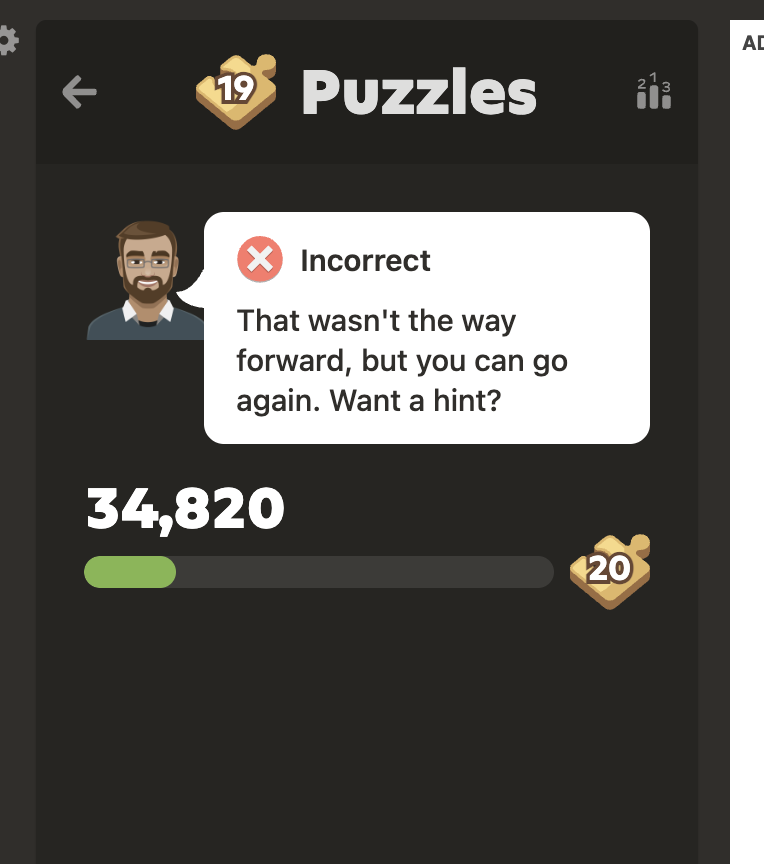 19
Puzzles
2 1 3
Incorrect
That wasn't the way
forward, but you can go
again. Want a hint?
34,820
20